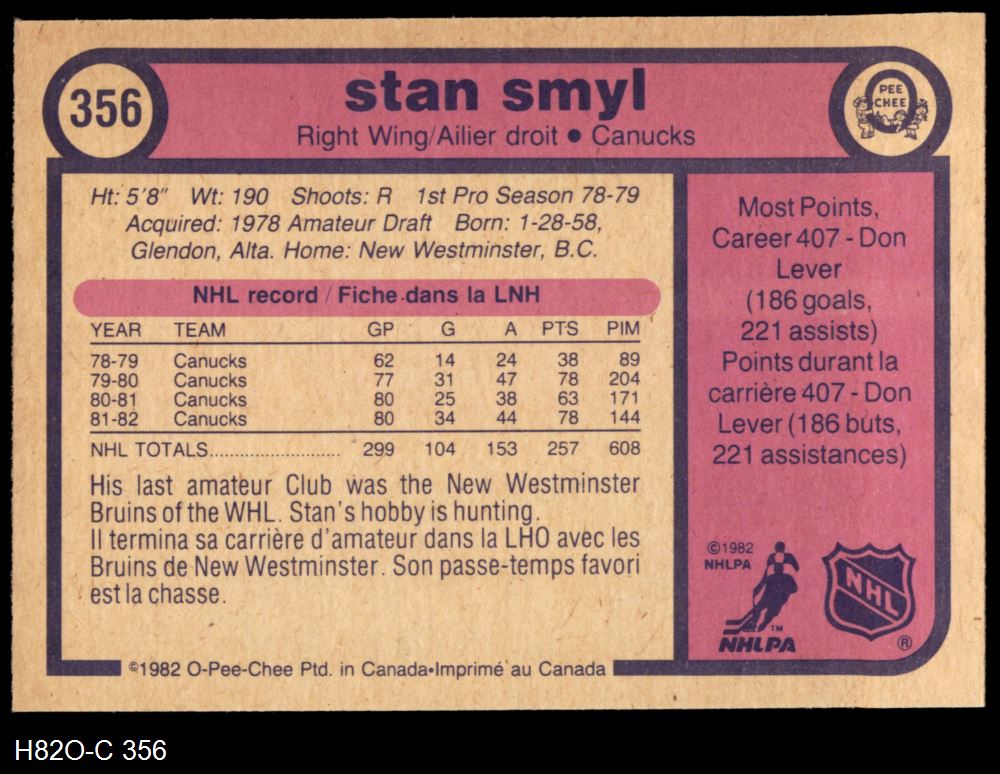 356
stan smyl
Right Wing/Ailier droit • Canucks
PEE
CHEE
Ht: 5'8" Wt: 190 Shoots: R 1st Pro Season 78-79
Acquired: 1978 Amateur Draft Born: 1-28-58,
Glendon, Alta. Home: New Westminster, B.C.
NHL record / Fiche dans la LNH
YEAR TEAM GP G A PTS PIM
78-79 Canucks 62 14 24 38 89
79-80 Canucks 77 31 47 78 204
80-81 Canucks 80 25 38 63 171
81-82 Canucks 80 34 44 78 144
NHL TOTALS........................ 299 104 153 257 608
His last amateur Club was the New Westminster
Bruins of the WHL. Stan's hobby is hunting.
Il termina sa carrière d'amateur dans la LHO avec les
Bruins de New Westminster. Son passe-temps favori
est la chasse.
Most Points,
Career 407 - Don
Lever
(186 goals,
221 assists)
Points durant la
carrière 407 - Don
Lever (186 buts,
221 assistances)
©1982
NHLPA
TM
NHLPA
NHL
®
©1982 O-Pee-Chee Ptd. in Canada•Imprimé au Canada
H82O-C 356